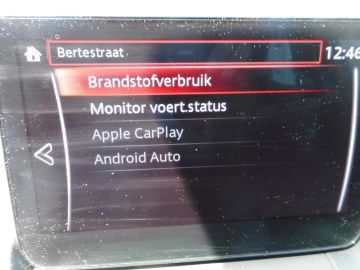 Bertestraat
12:46
Brandstofverbruik
Monitor voert.status
Apple CarPlay
Android Auto